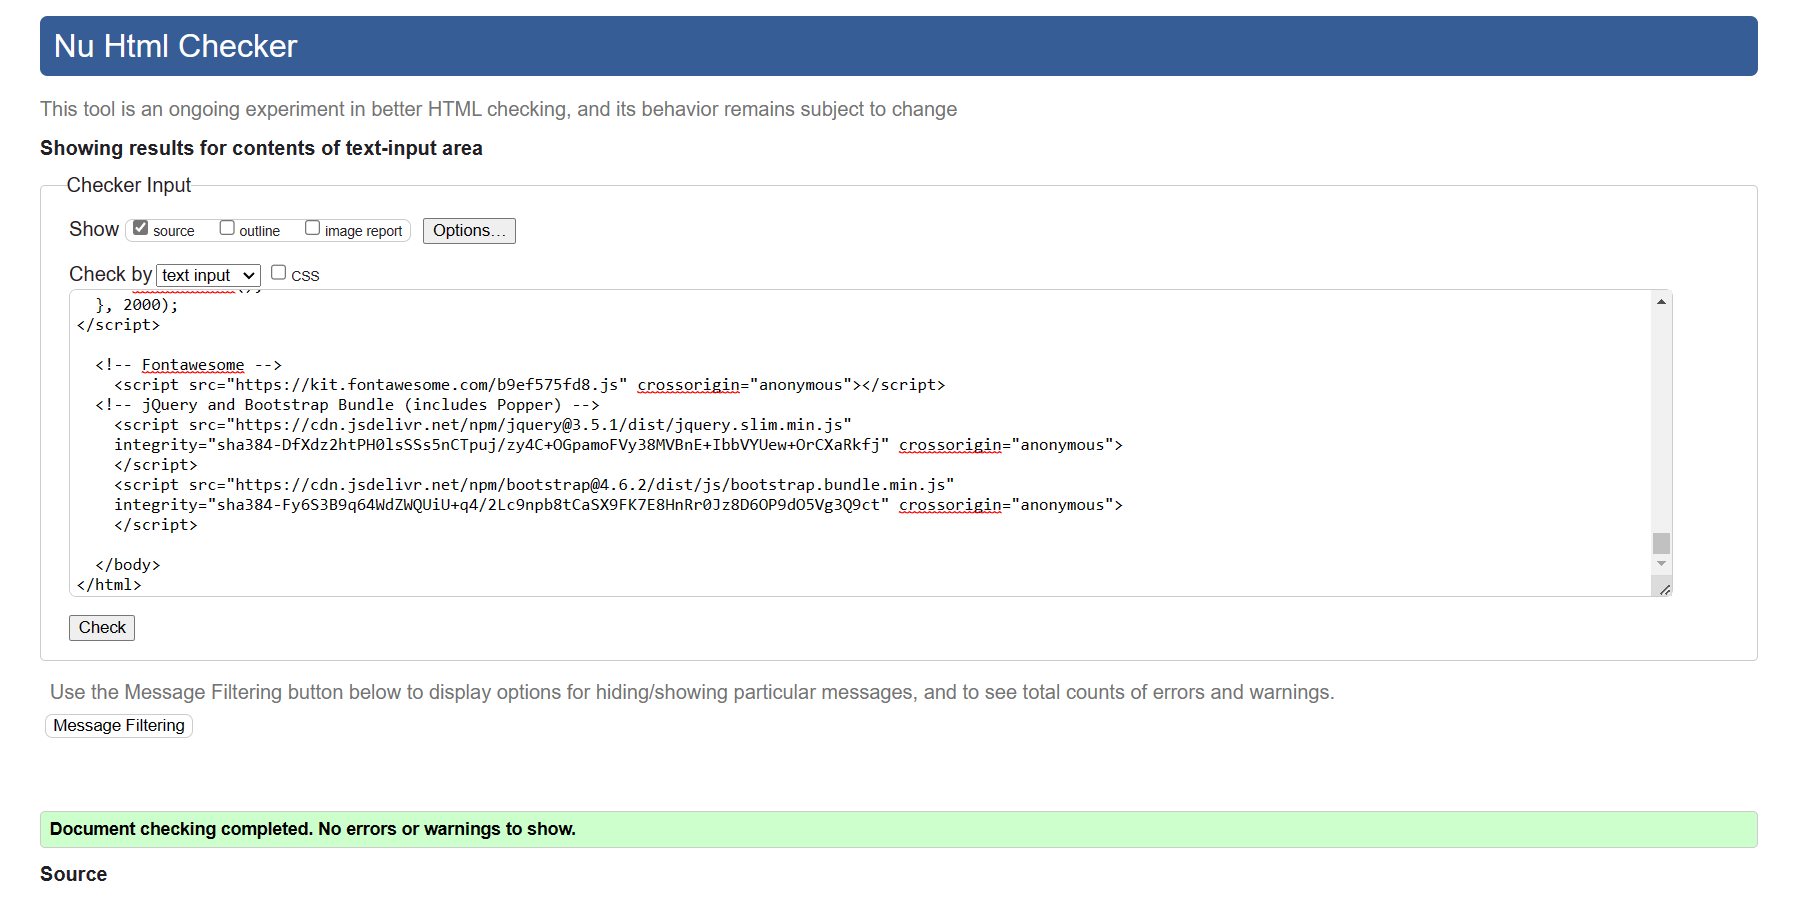 Nu Html Checker
This tool is an ongoing experiment in better HTML checking, and its behavior remains subject to change
Showing results for contents of text-input area
Checker Input
Show source outline image report Options...
Check by text input CSS
}, 2000);
</script>
<!-- Fontawesome -->
<script src="https://kit.fontawesome.com/b9ef575fd8.js" crossorigin="anonymous"></script>
<!-- jQuery and Bootstrap Bundle (includes Popper) -->
<script src="https://cdn.jsdelivr.net/npm/jquery@3.5.1/dist/jquery.slim.min.js"
integrity="sha384-DfXdz2htPH0lsSSs5nCTpuj/zy4C+OGpamoFVy38MVBnE+IbbVYUew+OrCXaRkfj" crossorigin="anonymous">
</script>
<script src="https://cdn.jsdelivr.net/npm/bootstrap@4.6.2/dist/js/bootstrap.bundle.min.js"
integrity="sha384-Fy6S3B9q64WdZWQUiU+q4/2Lc9npb8tCaSX9FK7E8HnRr0Jz8D6OP9dO5Vg3Q9ct" crossorigin="anonymous">
</script>
</body>
</html>
Check
Use the Message Filtering button below to display options for hiding/showing particular messages, and to see total counts of errors and warnings.
Message Filtering
Document checking completed. No errors or warnings to show.
Source